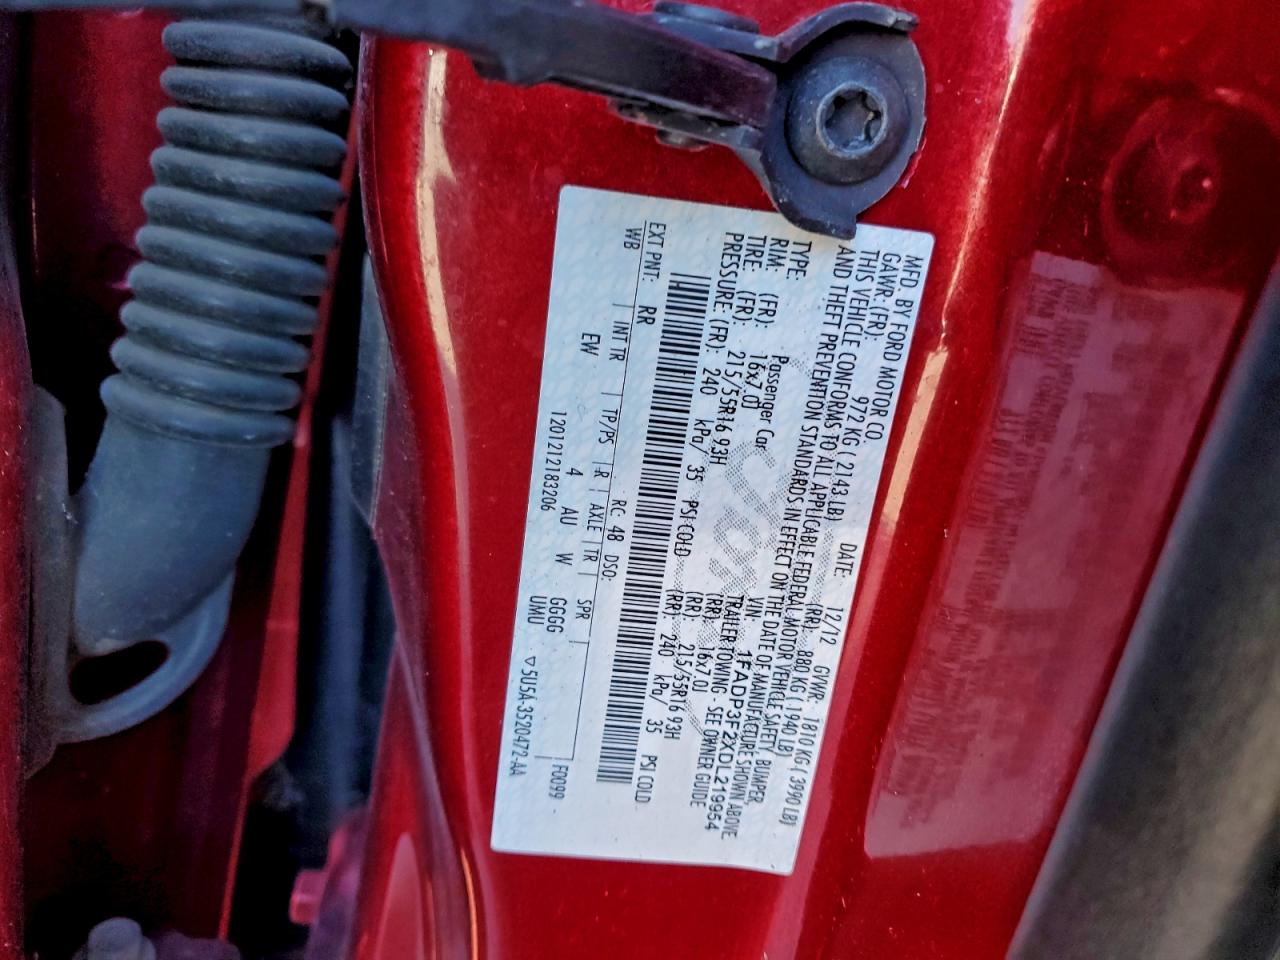 MFD. BY FORD MOTOR CO. DATE: 12/12 GVWR: 1810 KG ( 3990 LB)
GAWR: (FR): 972 KG ( 2143 LB) (RR): 880 KG ( 1940 LB)
THIS VEHICLE CONFORMS TO ALL APPLICABLE FEDERAL MOTOR VEHICLE SAFETY, BUMPER,
AND THEFT PREVENTION STANDARDS IN EFFECT ON THE DATE OF MANUFACTURE SHOWN ABOVE.
VIN: 1FADP3F2XDL219954
TYPE: Passenger Car TRAILER TOWING - SEE OWNER GUIDE
RIM: (FR): 16x7.0J (RR): 16x7.0J
TIRE: (FR): 215/55R16 93H (RR): 215/55R16 93H
PRESSURE: (FR): 240 kPa/ 35 PSI COLD (RR): 240 kPa/ 35 PSI COLD
EXT PNT: RR RC: 48 DSO:
WB INT TR TP/PS R AXLE TR SPR F0099
EW 4 AU W GGGG
UMU
1201212183206 ▽5U5A-3520472-AA